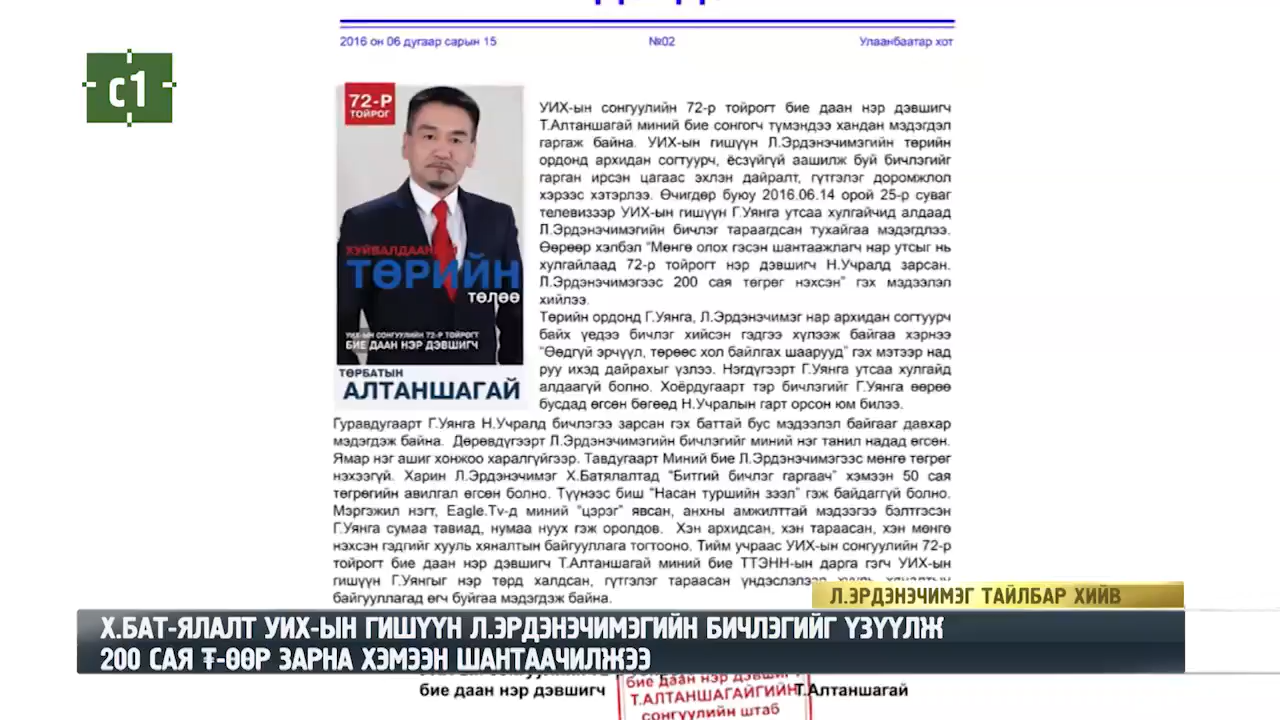 2016 он 06 дугаар сарын 15 №02 Улаанбаатар хот
c1
72-Р
ТОЙРОГ
ХУЙВАЛДААНГҮЙ
ТӨРИЙН
ТӨЛӨӨ
УИХ-ЫН СОНГУУЛИЙН 72-Р ТОЙРОГТ
БИЕ ДААН НЭР ДЭВШИГЧ
ТӨРБАТЫН
АЛТАНШАГАЙ
УИХ-ын сонгуулийн 72-р тойрогт бие даан нэр дэвшигч
Т.Алтаншагай миний бие сонгогч түмэндээ хандан мэдэгдэл
гаргаж байна. УИХ-ын гишүүн Л.Эрдэнэчимэгийн төрийн
ордонд архидан согтуурч, ёсзүйгүй аашилж буй бичлэгийг
гарган ирсэн цагаас эхлэн дайралт, гүтгэлэг доромжлол
хэрээс хэтэрлээ. Өчигдөр буюу 2016.06.14 орой 25-р суваг
телевизээр УИХ-ын гишүүн Г.Уянга утсаа хулгайчид алдаад
Л.Эрдэнэчимэгийн бичлэг тараагдсан тухайгаа мэдэгдлээ.
Өөрөөр хэлбэл “Мөнгө олох гэсэн шантаажлагч нар утсыг нь
хулгайлаад 72-р тойрогт нэр дэвшигч Н.Учралд зарсан.
Л.Эрдэнэчимэгээс 200 сая төгрөг нэхсэн” гэх мэдээлэл
хийлээ.
Төрийн ордонд Г.Уянга, Л.Эрдэнэчимэг нар архидан согтуурч
байх үедээ бичлэг хийсэн гэдгээ хүлээж байгаа хэрнээ
“Өөдгүй эрчүүл, төрөөс хол байлгах шаарууд” гэх мэтээр над
руу ихэд дайрахыг үзлээ. Нэгдүгээрт Г.Уянга утсаа хулгайд
алдаагүй болно. Хоёрдугаарт тэр бичлэгийг Г.Уянга өөрөө
бусдад өгсөн бөгөөд Н.Учралын гарт орсон юм билээ.
Гуравдугаарт Г.Уянга Н.Учралд бичлэгээ зарсан гэх баттай бус мэдээлэл байгааг давхар
мэдэгдэж байна. Дөрөвдүгээрт Л.Эрдэнэчимэгийн бичлэгийг миний нэг танил надад өгсөн.
Ямар нэг ашиг хонжоо харалгүйгээр. Тавдугаарт Миний бие Л.Эрдэнэчимэгээс мөнгө төгрөг
нэхээгүй. Харин Л.Эрдэнэчимэг Х.Батялалтад “Битгий бичлэг гаргаач” хэмээн 50 сая
төгрөгийн авилгал өгсөн болно. Түүнээс биш “Насан туршийн зээл” гэж байдаггүй болно.
Мэргэжил нэгт, Eagle.Tv-д миний “цэрэг” явсан, анхны амжилттай мэдээгээ бэлтгэсэн
Г.Уянга сумаа тавиад, нумаа нуух гэж оролдов. Хэн архидсан, хэн тараасан, хэн мөнгө
нэхсэн гэдгийг хууль хяналтын байгууллага тогтооно. Тийм учраас УИХ-ын сонгуулийн 72-р
тойрогт бие даан нэр дэвшигч Т.Алтаншагай миний бие ТТЭНН-ын дарга гэгч УИХ-ын
гишүүн Г.Уянгыг нэр төрд халдсан, гүтгэлэг тараасан үндэслэлээр хууль хяналтын
байгууллагад өгч буйгаа мэдэгдэж байна.
Л.ЭРДЭНЭЧИМЭГ ТАЙЛБАР ХИЙВ
Х.БАТ-ЯЛАЛТ УИХ-ЫН ГИШҮҮН Л.ЭРДЭНЭЧИМЭГИЙН БИЧЛЭГИЙГ ҮЗҮҮЛЖ
200 САЯ ₮-ӨӨР ЗАРНА ХЭМЭЭН ШАНТААЧИЛЖЭЭ
бие даан нэр дэвшигч Т.Алтаншагай
бие даан нэр дэвшигч
Т.АЛТАНШАГАЙГИЙН
сонгуулийн штаб